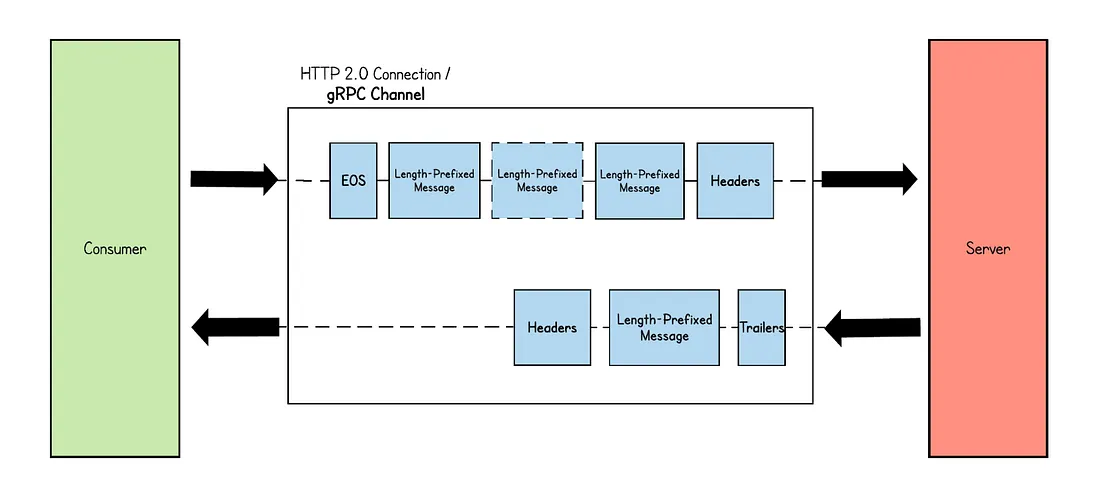 HTTP 2.0 Connection /
gRPC Channel
EOS
Length-Prefixed
Message
Length-Prefixed
Message
Length-Prefixed
Message
Headers
Consumer
Server
Headers
Length-Prefixed
Message
Trailers